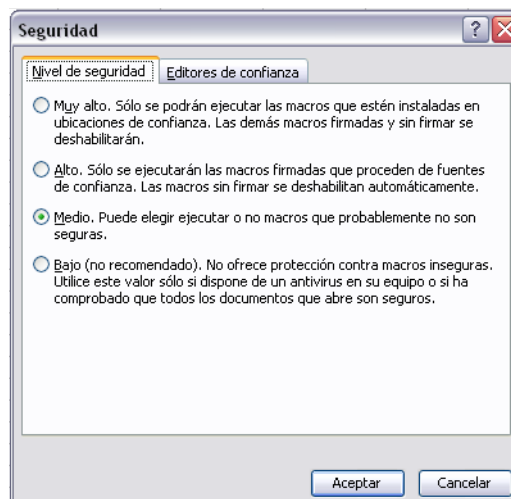 Seguridad
Nivel de seguridad Editores de confianza
Muy alto. Sólo se podrán ejecutar las macros que estén instaladas en
ubicaciones de confianza. Las demás macros firmadas y sin firmar se
deshabilitarán.
Alto. Sólo se ejecutarán las macros firmadas que proceden de fuentes
de confianza. Las macros sin firmar se deshabilitan automáticamente.
Medio. Puede elegir ejecutar o no macros que probablemente no son
seguras.
Bajo (no recomendado). No ofrece protección contra macros inseguras.
Utilice este valor sólo si dispone de un antivirus en su equipo o si ha
comprobado que todos los documentos que abre son seguros.
Aceptar Cancelar